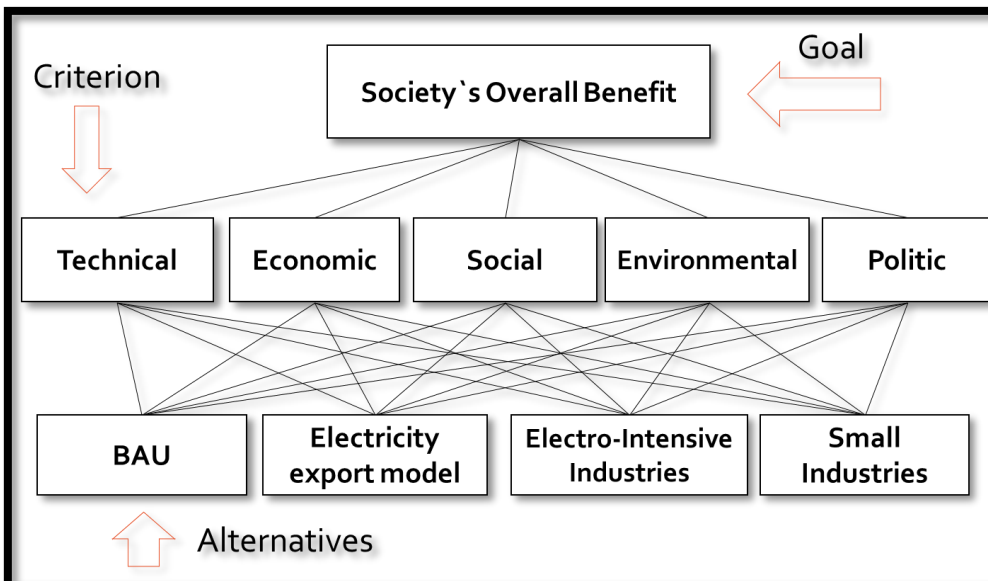 Goal
Criterion
Society`s Overall Benefit
Technical
Economic
Social
Environmental
Politic
BAU
Electricity
export model
Electro-Intensive
Industries
Small
Industries
Alternatives